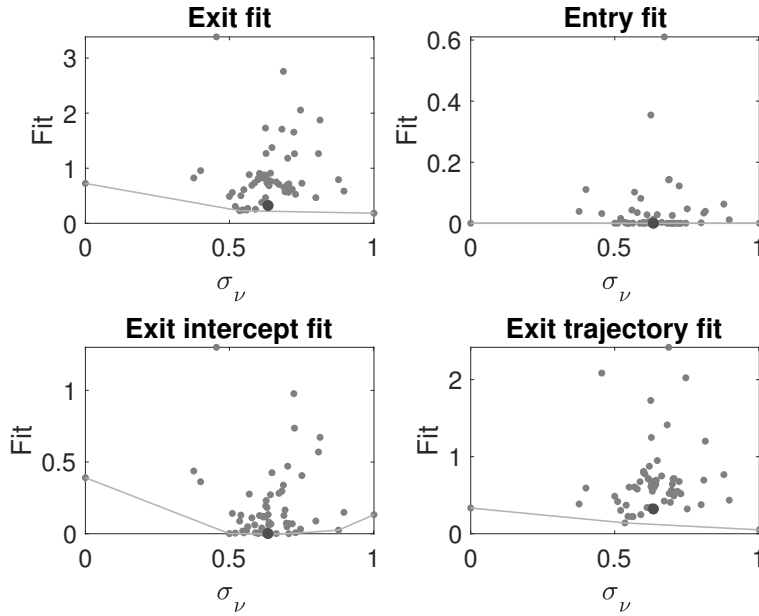 Exit fit
Fit
3
2
1
0
0 0.5 1
σ_ν
Entry fit
Fit
0.6
0.4
0.2
0
0 0.5 1
σ_ν
Exit intercept fit
Fit
1
0.5
0
0 0.5 1
σ_ν
Exit trajectory fit
Fit
2
1
0
0 0.5 1
σ_ν